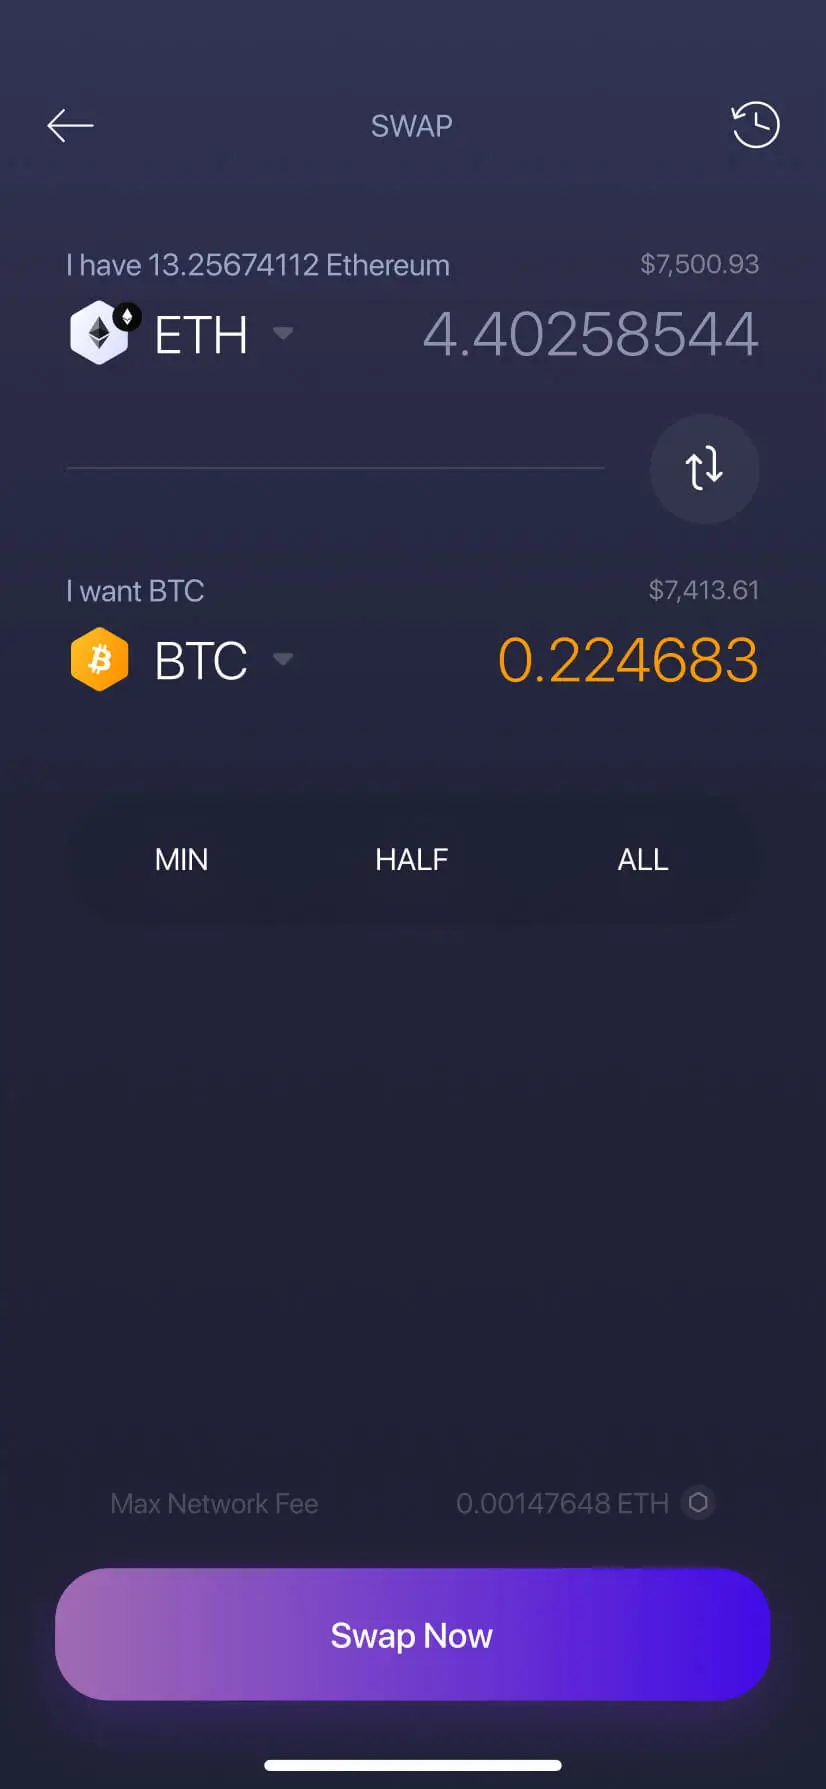 SWAP
I have 13.25674112 Ethereum $7,500.93
ETH 4.40258544
I want BTC $7,413.61
BTC 0.224683
MIN HALF ALL
Max Network Fee 0.00147648 ETH
Swap Now